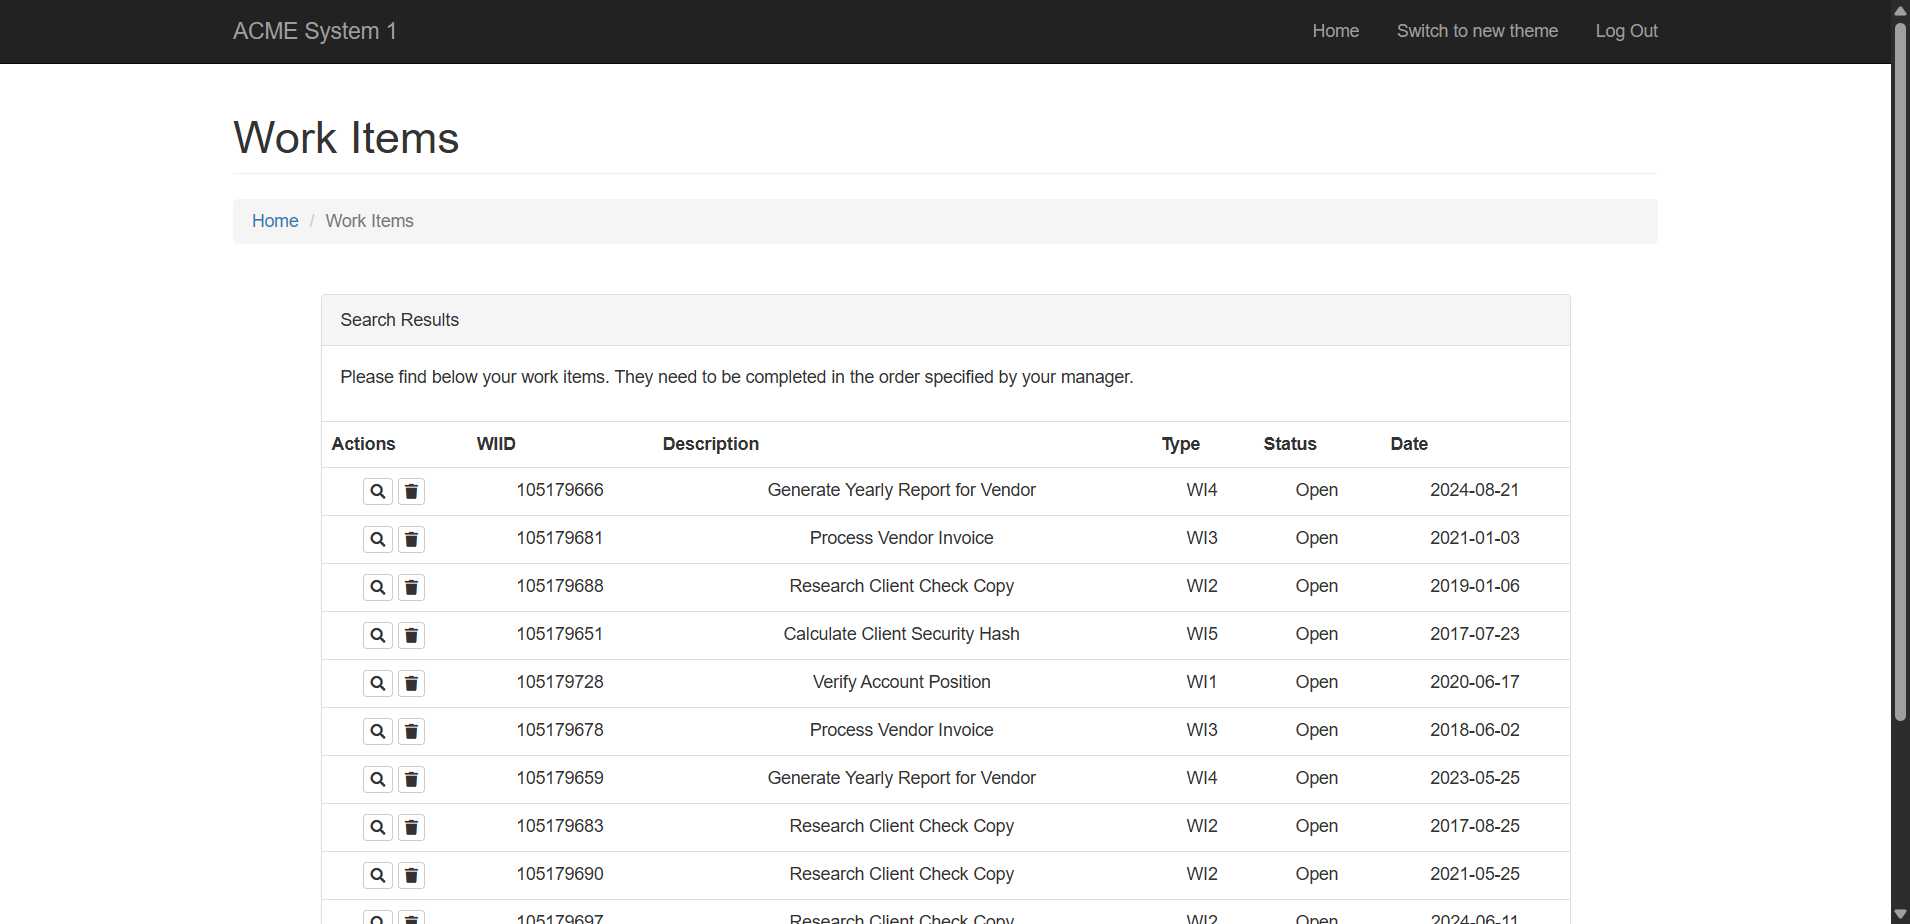 ACME System 1 Home Switch to new theme Log Out
Work Items
Home / Work Items
Search Results
Please find below your work items. They need to be completed in the order specified by your manager.
Actions WIID Description Type Status Date
105179666 Generate Yearly Report for Vendor WI4 Open 2024-08-21
105179681 Process Vendor Invoice WI3 Open 2021-01-03
105179688 Research Client Check Copy WI2 Open 2019-01-06
105179651 Calculate Client Security Hash WI5 Open 2017-07-23
105179728 Verify Account Position WI1 Open 2020-06-17
105179678 Process Vendor Invoice WI3 Open 2018-06-02
105179659 Generate Yearly Report for Vendor WI4 Open 2023-05-25
105179683 Research Client Check Copy WI2 Open 2017-08-25
105179690 Research Client Check Copy WI2 Open 2021-05-25
105179697 Research Client Check Copy WI2 Open 2024-06-11